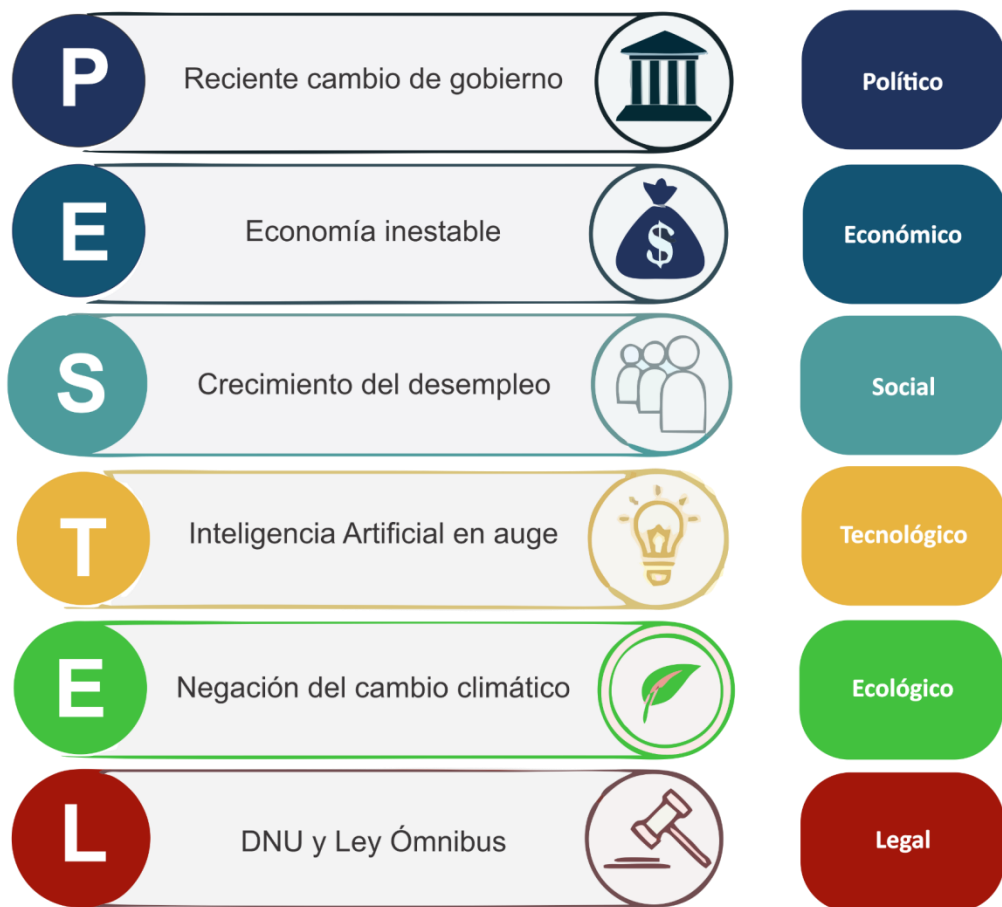 P
Reciente cambio de gobierno
Político
E
Economía inestable
$
Económico
S
Crecimiento del desempleo
Social
T
Inteligencia Artificial en auge
Tecnológico
E
Negación del cambio climático
Ecológico
L
DNU y Ley Ómnibus
Legal